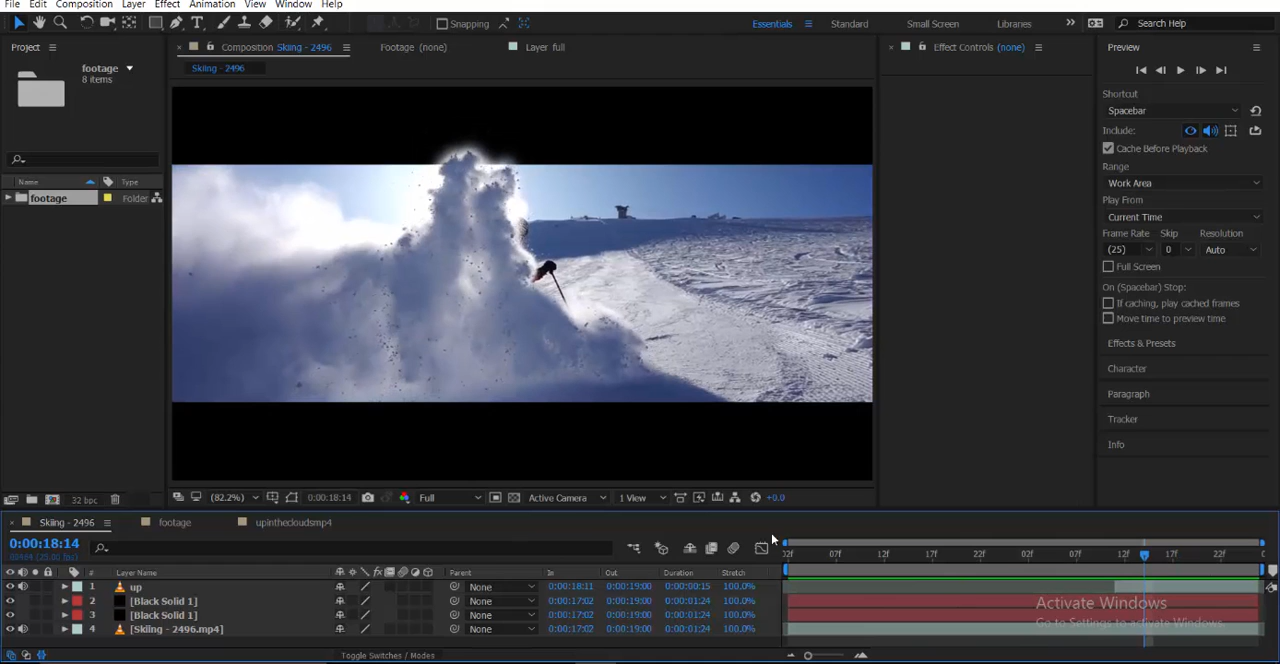 File Edit Composition Layer Effect Animation View Window Help
Snapping
Essentials Standard Small Screen Libraries Search Help
Project
Composition Skiing - 2496 Footage (none) Layer full
Effect Controls (none)
Preview
Skiing - 2496
footage
8 items
Shortcut
Spacebar
Include:
Cache Before Playback
Range
Work Area
Play From
Current Time
Frame Rate Skip Resolution
(25) 0 Auto
Full Screen
On (Spacebar) Stop:
If caching, play cached frames
Move time to preview time
Effects & Presets
Character
Paragraph
Tracker
Info
Name Type
footage Folder
32 bpc
(82.2%) 0:00:18:14 Full Active Camera 1 View +0.0
Skiing - 2496 footage upinthecloudsmp4
0:00:18:14
(25.00 fps)
02f 07f 12f 17f 22f 02f 07f 12f 17f 22f
# Layer Name Parent In Out Duration Stretch
1 up None 0:00:18:11 0:00:19:00 0:00:00:15 100.0%
2 [Black Solid 1] None 0:00:17:02 0:00:19:00 0:00:01:24 100.0%
3 [Black Solid 1] None 0:00:17:02 0:00:19:00 0:00:01:24 100.0%
4 [Skiing - 2496.mp4] None 0:00:17:02 0:00:19:00 0:00:01:24 100.0%
Activate Windows
Go to Settings to activate Windows.
Toggle Switches / Modes